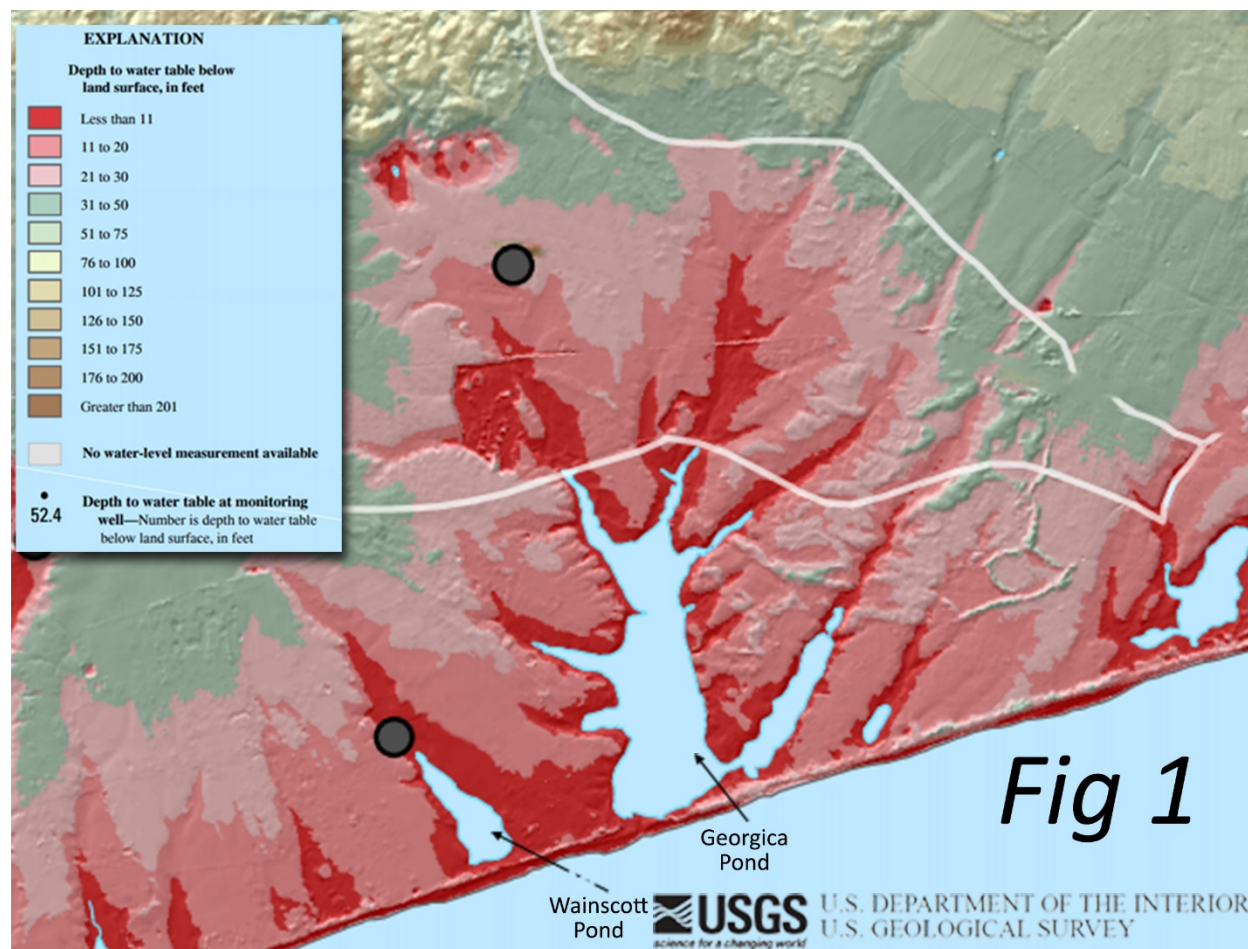 EXPLANATION
Depth to water table below
land surface, in feet
Less than 11
11 to 20
21 to 30
31 to 50
51 to 75
76 to 100
101 to 125
126 to 150
151 to 175
176 to 200
Greater than 201
No water-level measurement available
52.4
Depth to water table at monitoring
well—Number is depth to water table
below land surface, in feet
Fig 1
Georgica
Pond
Wainscott
Pond
USGS
science for a changing world
U.S. DEPARTMENT OF THE INTERIOR
U.S. GEOLOGICAL SURVEY